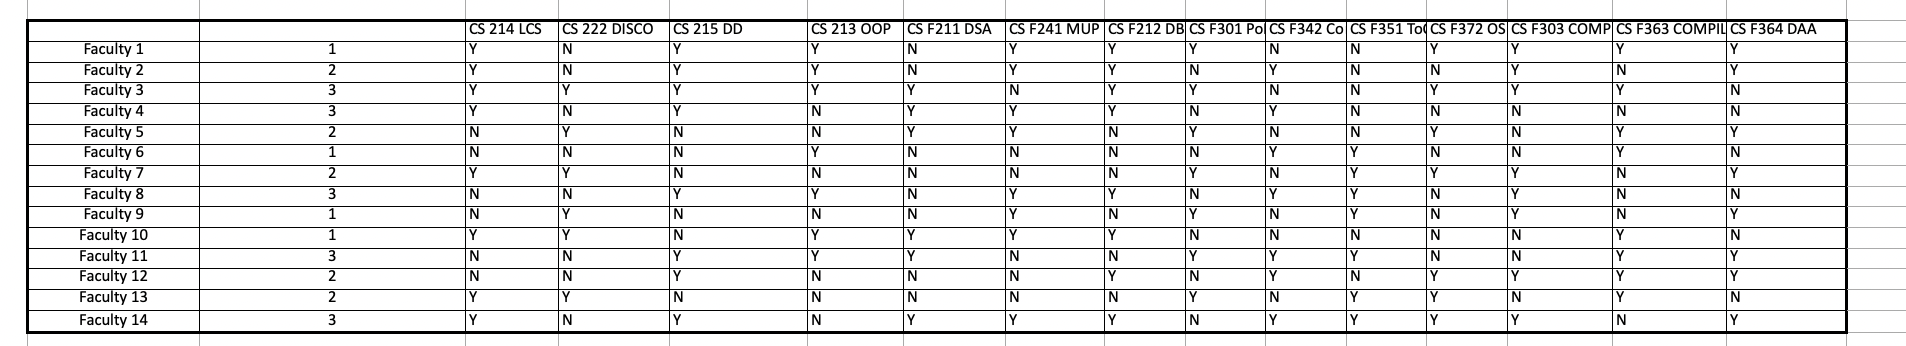 CS 214 LCS CS 222 DISCO CS 215 DD CS 213 OOP CS F211 DSA CS F241 MUP CS F212 DB CS F301 Po CS F342 Co CS F351 To CS F372 OS CS F303 COMP CS F363 COMPIL CS F364 DAA
Faculty 1 1 Y N Y Y N Y Y Y N N Y Y Y Y
Faculty 2 2 Y N Y Y N Y Y N Y N N Y N Y
Faculty 3 3 Y Y Y Y Y N Y Y N N Y Y Y N
Faculty 4 3 Y N Y N Y Y Y N Y N N N N N
Faculty 5 2 N Y N N Y Y N Y N N Y N Y Y
Faculty 6 1 N N N Y N N N N Y Y N N Y N
Faculty 7 2 Y Y N N N N N Y N Y Y Y N Y
Faculty 8 3 N N Y Y N Y Y N Y Y N Y N N
Faculty 9 1 N Y N N N Y N Y N Y N Y N Y
Faculty 10 1 Y Y N Y Y Y Y N N N N N Y N
Faculty 11 3 N N Y Y Y N N Y Y Y N N Y Y
Faculty 12 2 N N Y N N N Y N Y N Y Y Y Y
Faculty 13 2 Y Y N N N N N Y N Y Y N Y N
Faculty 14 3 Y N Y N Y Y Y N Y Y Y Y N Y